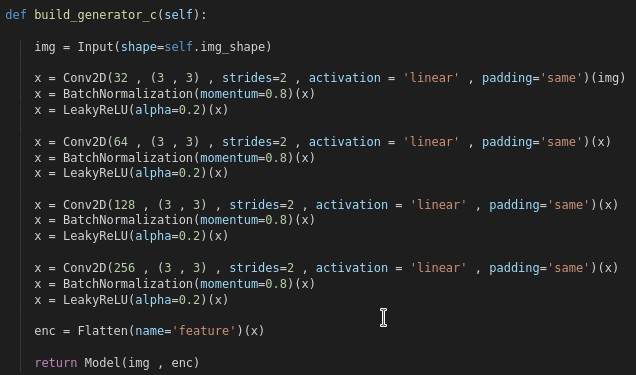 def build_generator_c(self):
img = Input(shape=self.img_shape)
x = Conv2D(32 , (3 , 3) , strides=2 , activation = 'linear' , padding='same')(img)
x = BatchNormalization(momentum=0.8)(x)
x = LeakyReLU(alpha=0.2)(x)
x = Conv2D(64 , (3 , 3) , strides=2 , activation = 'linear' , padding='same')(x)
x = BatchNormalization(momentum=0.8)(x)
x = LeakyReLU(alpha=0.2)(x)
x = Conv2D(128 , (3 , 3) , strides=2 , activation = 'linear' , padding='same')(x)
x = BatchNormalization(momentum=0.8)(x)
x = LeakyReLU(alpha=0.2)(x)
x = Conv2D(256 , (3 , 3) , strides=2 , activation = 'linear' , padding='same')(x)
x = BatchNormalization(momentum=0.8)(x)
x = LeakyReLU(alpha=0.2)(x)
enc = Flatten(name='feature')(x)
return Model(img , enc)